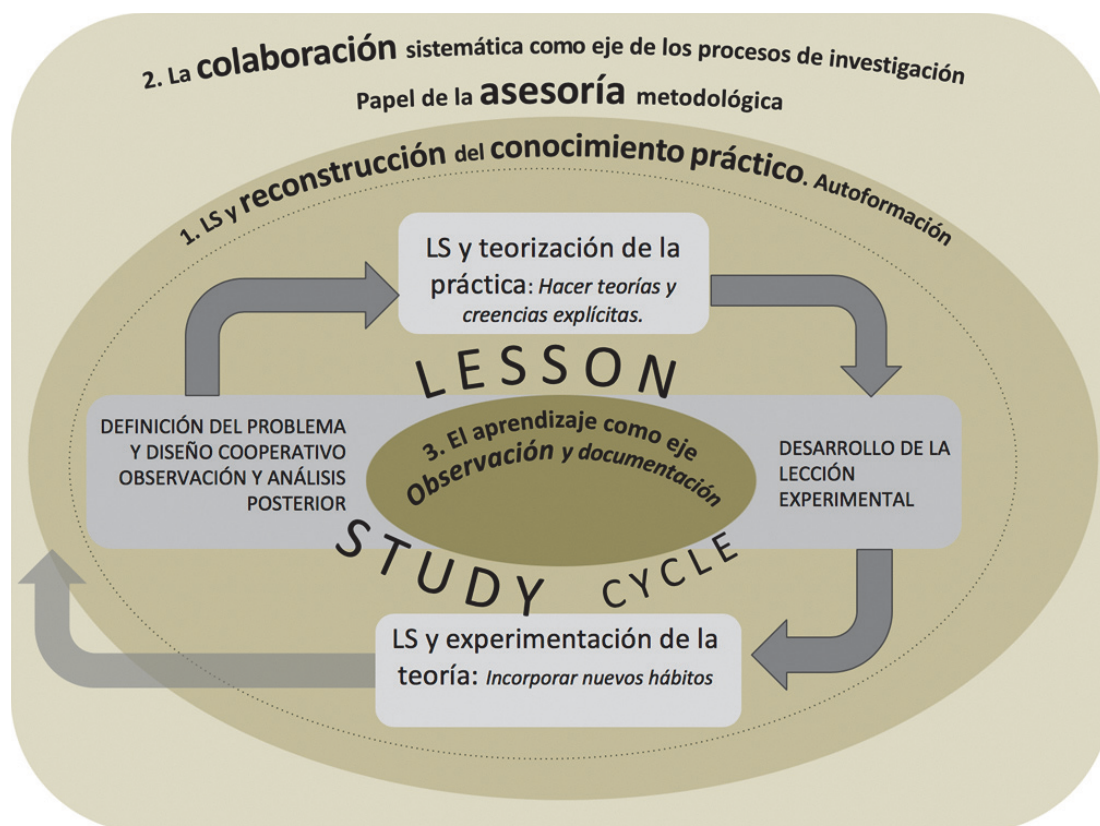 2. La colaboración sistemática como eje de los procesos de investigación
Papel de la asesoría metodológica
1. LS y reconstrucción del conocimiento práctico. Autoformación
LS y teorización de la
práctica: Hacer teorías y
creencias explícitas.
LESSON
DEFINICIÓN DEL PROBLEMA
Y DISEÑO COOPERATIVO
OBSERVACIÓN Y ANÁLISIS
POSTERIOR
3. El aprendizaje como eje
Observación y documentación
DESARROLLO DE LA
LECCIÓN
EXPERIMENTAL
STUDY CYCLE
LS y experimentación de la
teoría: Incorporar nuevos hábitos